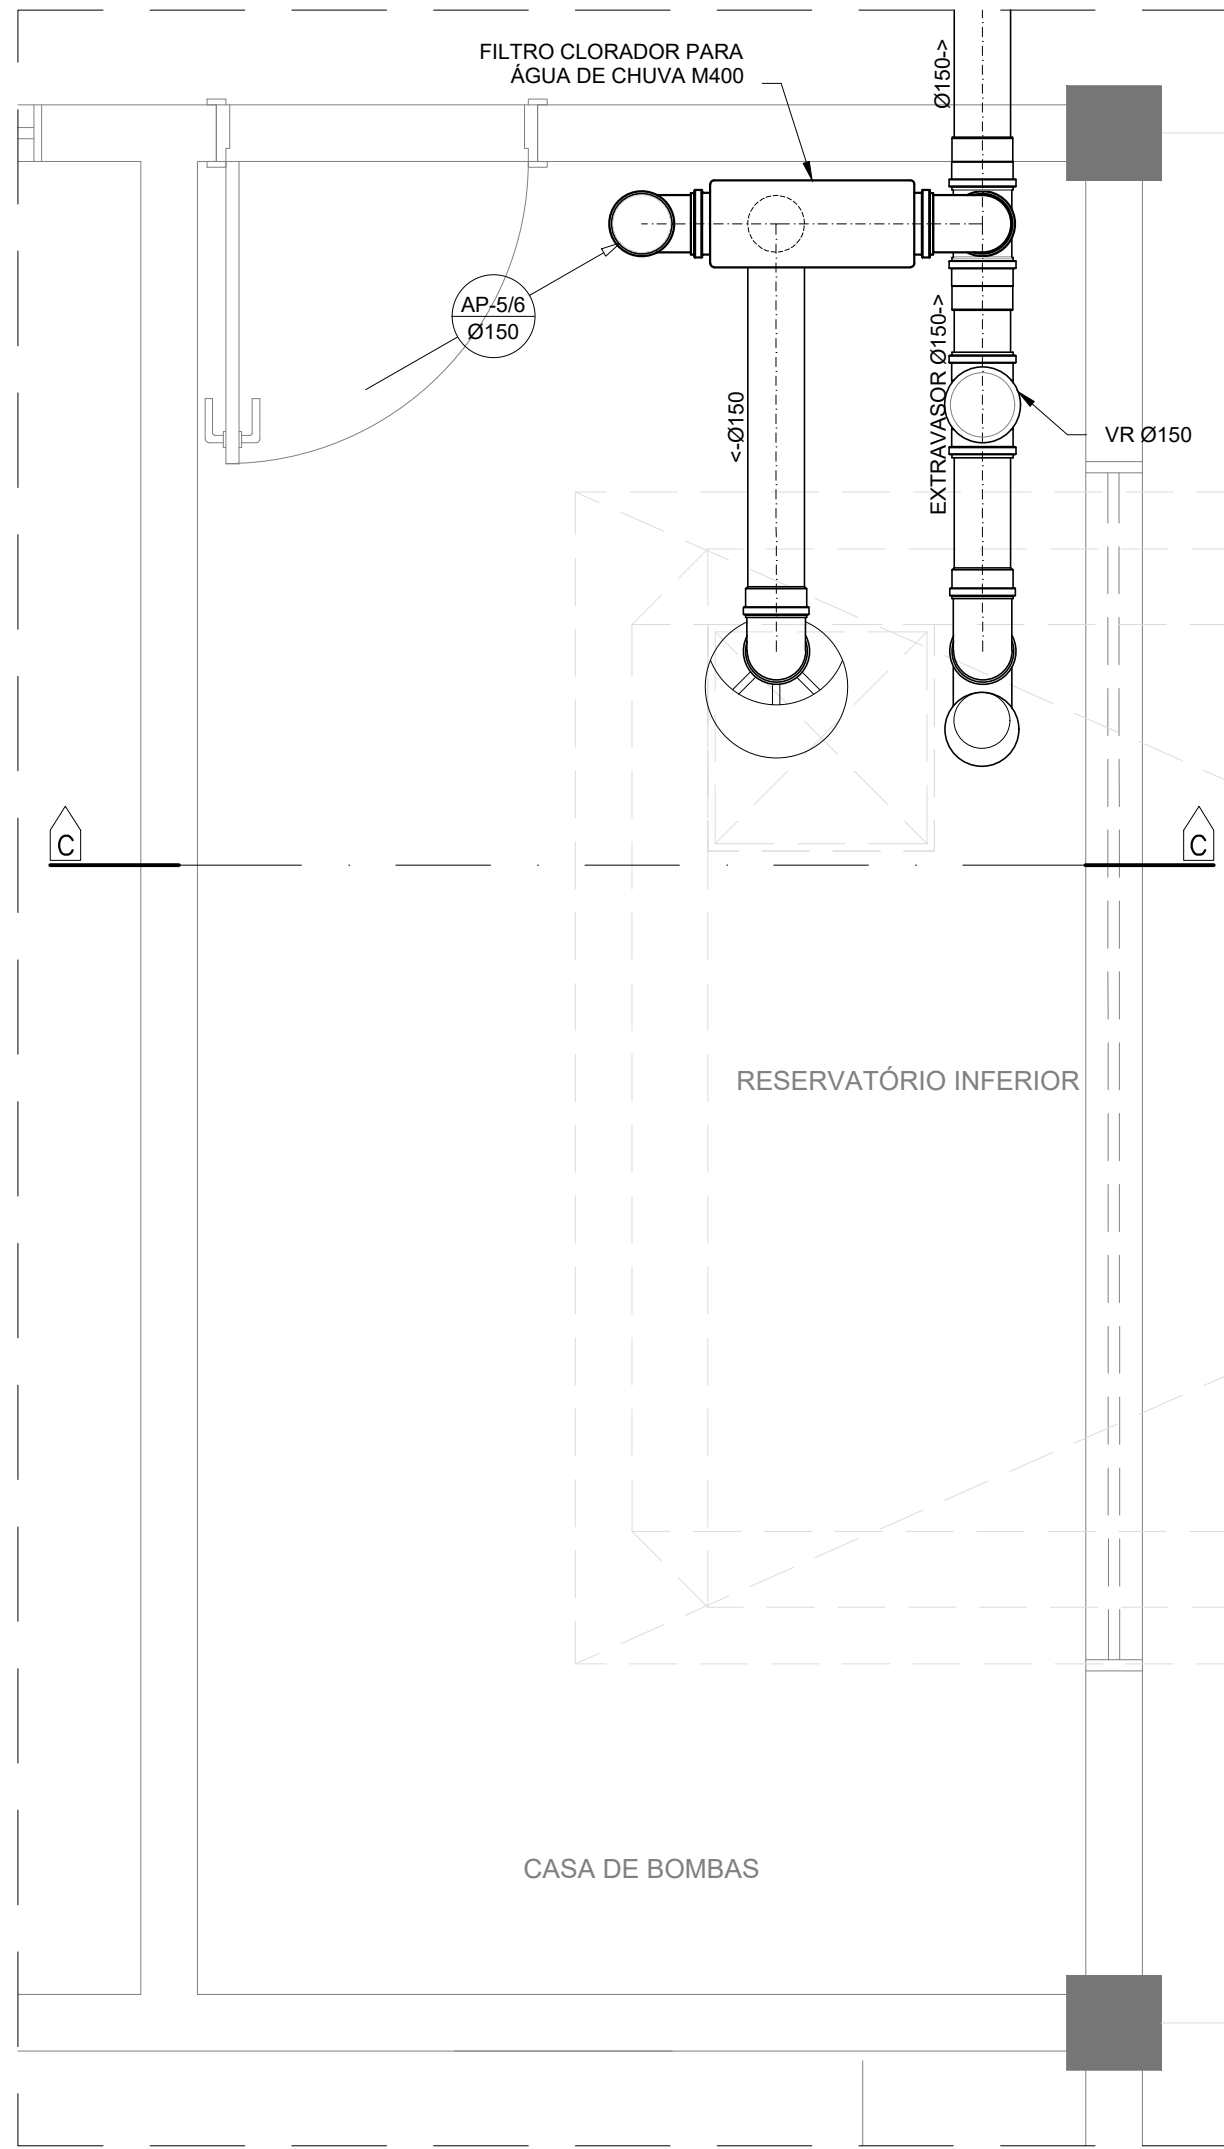 FILTRO CLORADOR PARA
ÁGUA DE CHUVA M400
Ø150->
AP-5/6
Ø150
<-Ø150
EXTRAVASOR Ø150->
VR Ø150
C
C
RESERVATÓRIO INFERIOR
CASA DE BOMBAS